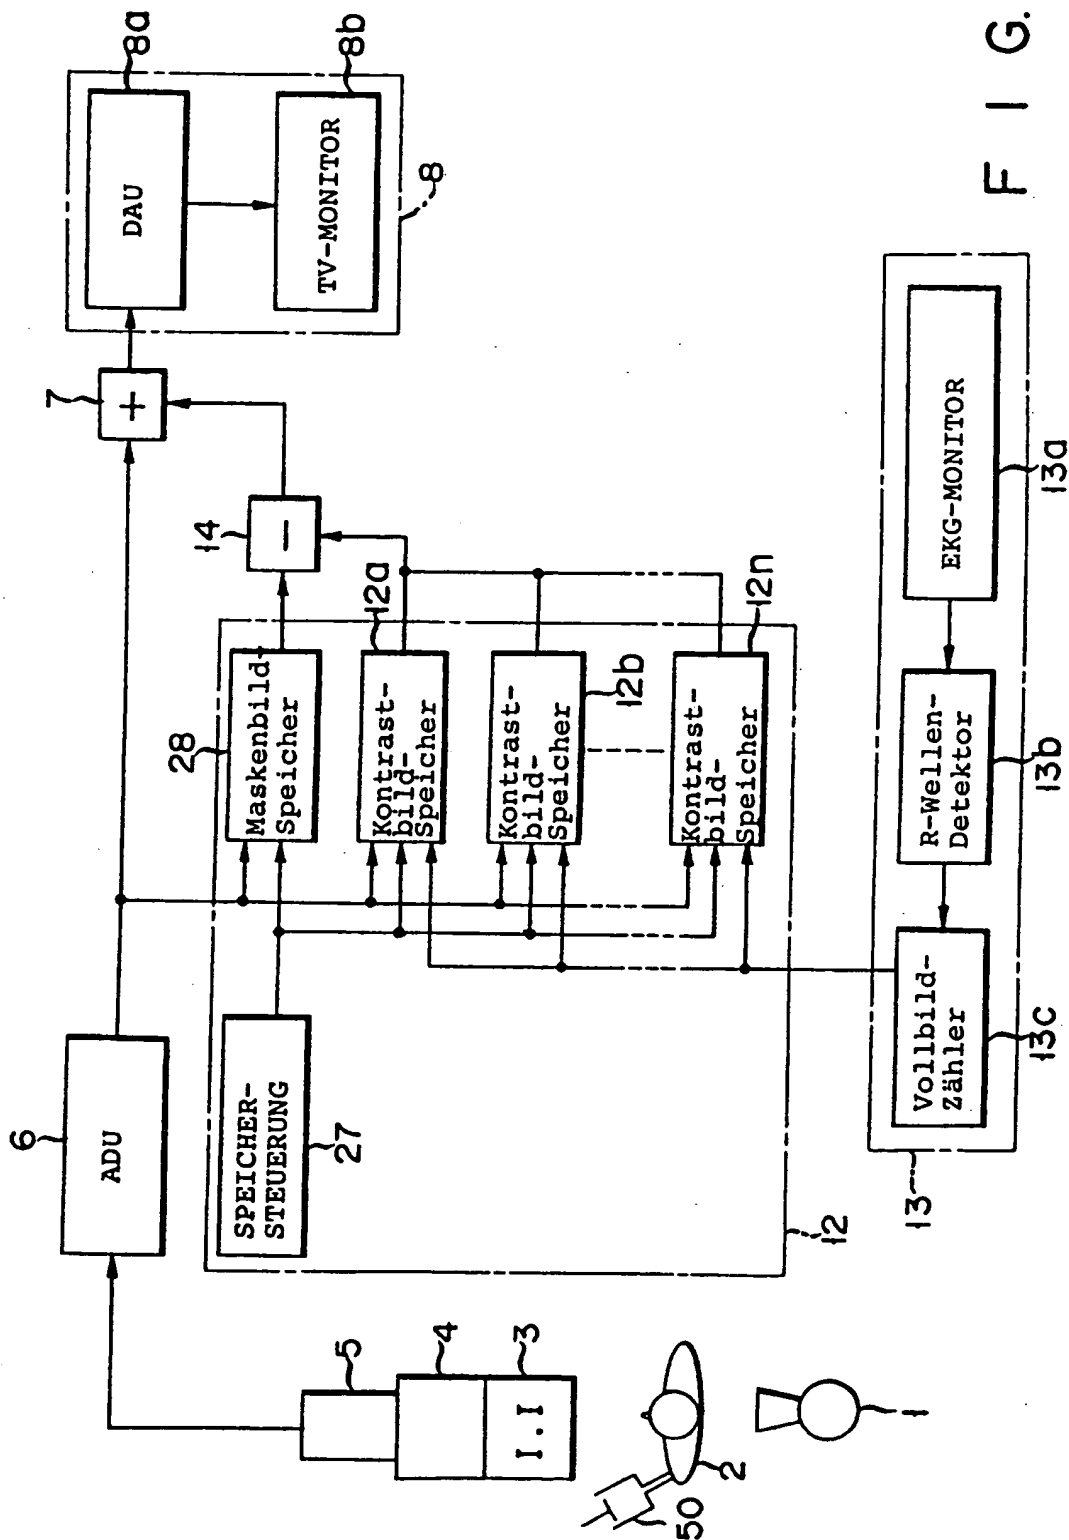 8a
DAU
8b
TV-MONITOR
8
7
+
14
−
12a
12n
28
Maskenbild-
Speicher
Kontrast-
bild-
Speicher
Kontrast-
bild-
Speicher
12b
Kontrast-
bild-
Speicher
6
ADU
SPEICHER-
STEUERUNG
27
12
5
4
3
I.I
2
50
1
EKG-MONITOR
13a
R-Wellen-
Detektor
13b
Vollbild-
Zähler
13c
13
F I G.